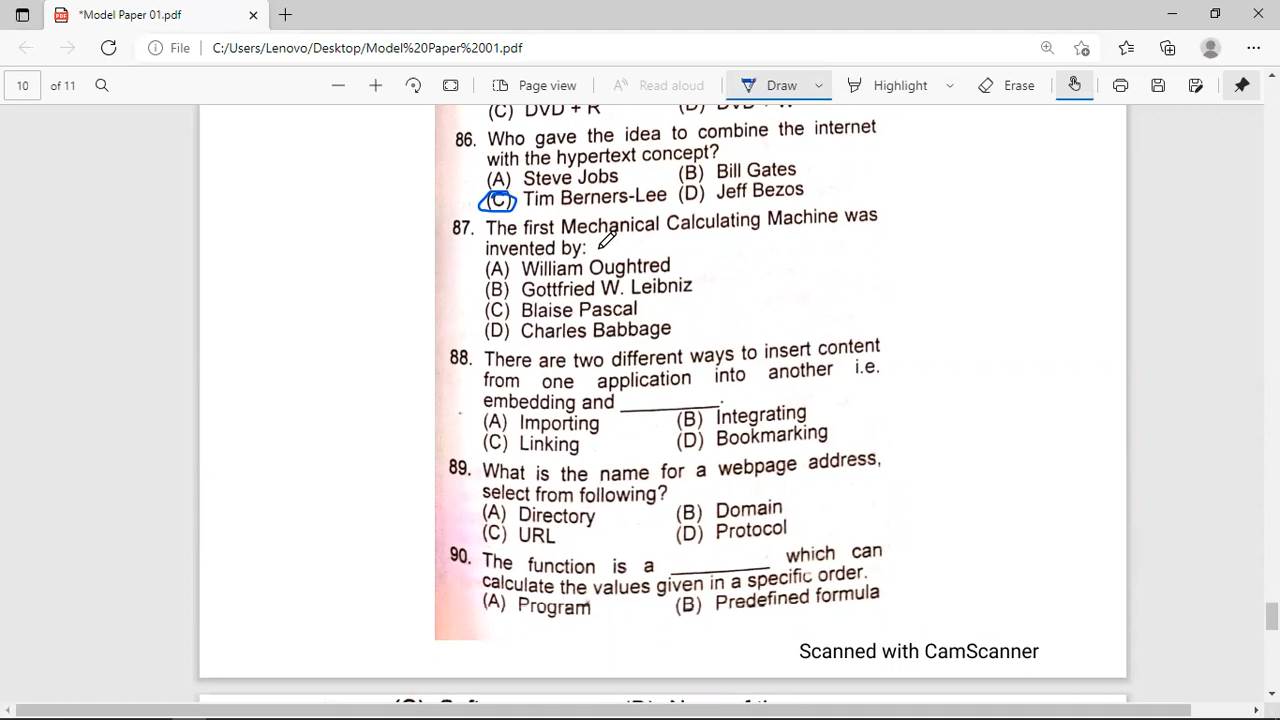 *Model Paper 01.pdf
File C:/Users/Lenovo/Desktop/Model%20Paper%2001.pdf
10 of 11 Page view Read aloud Draw Highlight Erase
(C) DVD + R (D) DVD + W
86. Who gave the idea to combine the internet
with the hypertext concept?
(A) Steve Jobs (B) Bill Gates
(C) Tim Berners-Lee (D) Jeff Bezos
87. The first Mechanical Calculating Machine was
invented by:
(A) William Oughtred
(B) Gottfried W. Leibniz
(C) Blaise Pascal
(D) Charles Babbage
88. There are two different ways to insert content
from one application into another i.e.
embedding and ________.
(A) Importing (B) Integrating
(C) Linking (D) Bookmarking
89. What is the name for a webpage address,
select from following?
(A) Directory (B) Domain
(C) URL (D) Protocol
90. The function is a ________ which can
calculate the values given in a specific order.
(A) Program (B) Predefined formula
Scanned with CamScanner